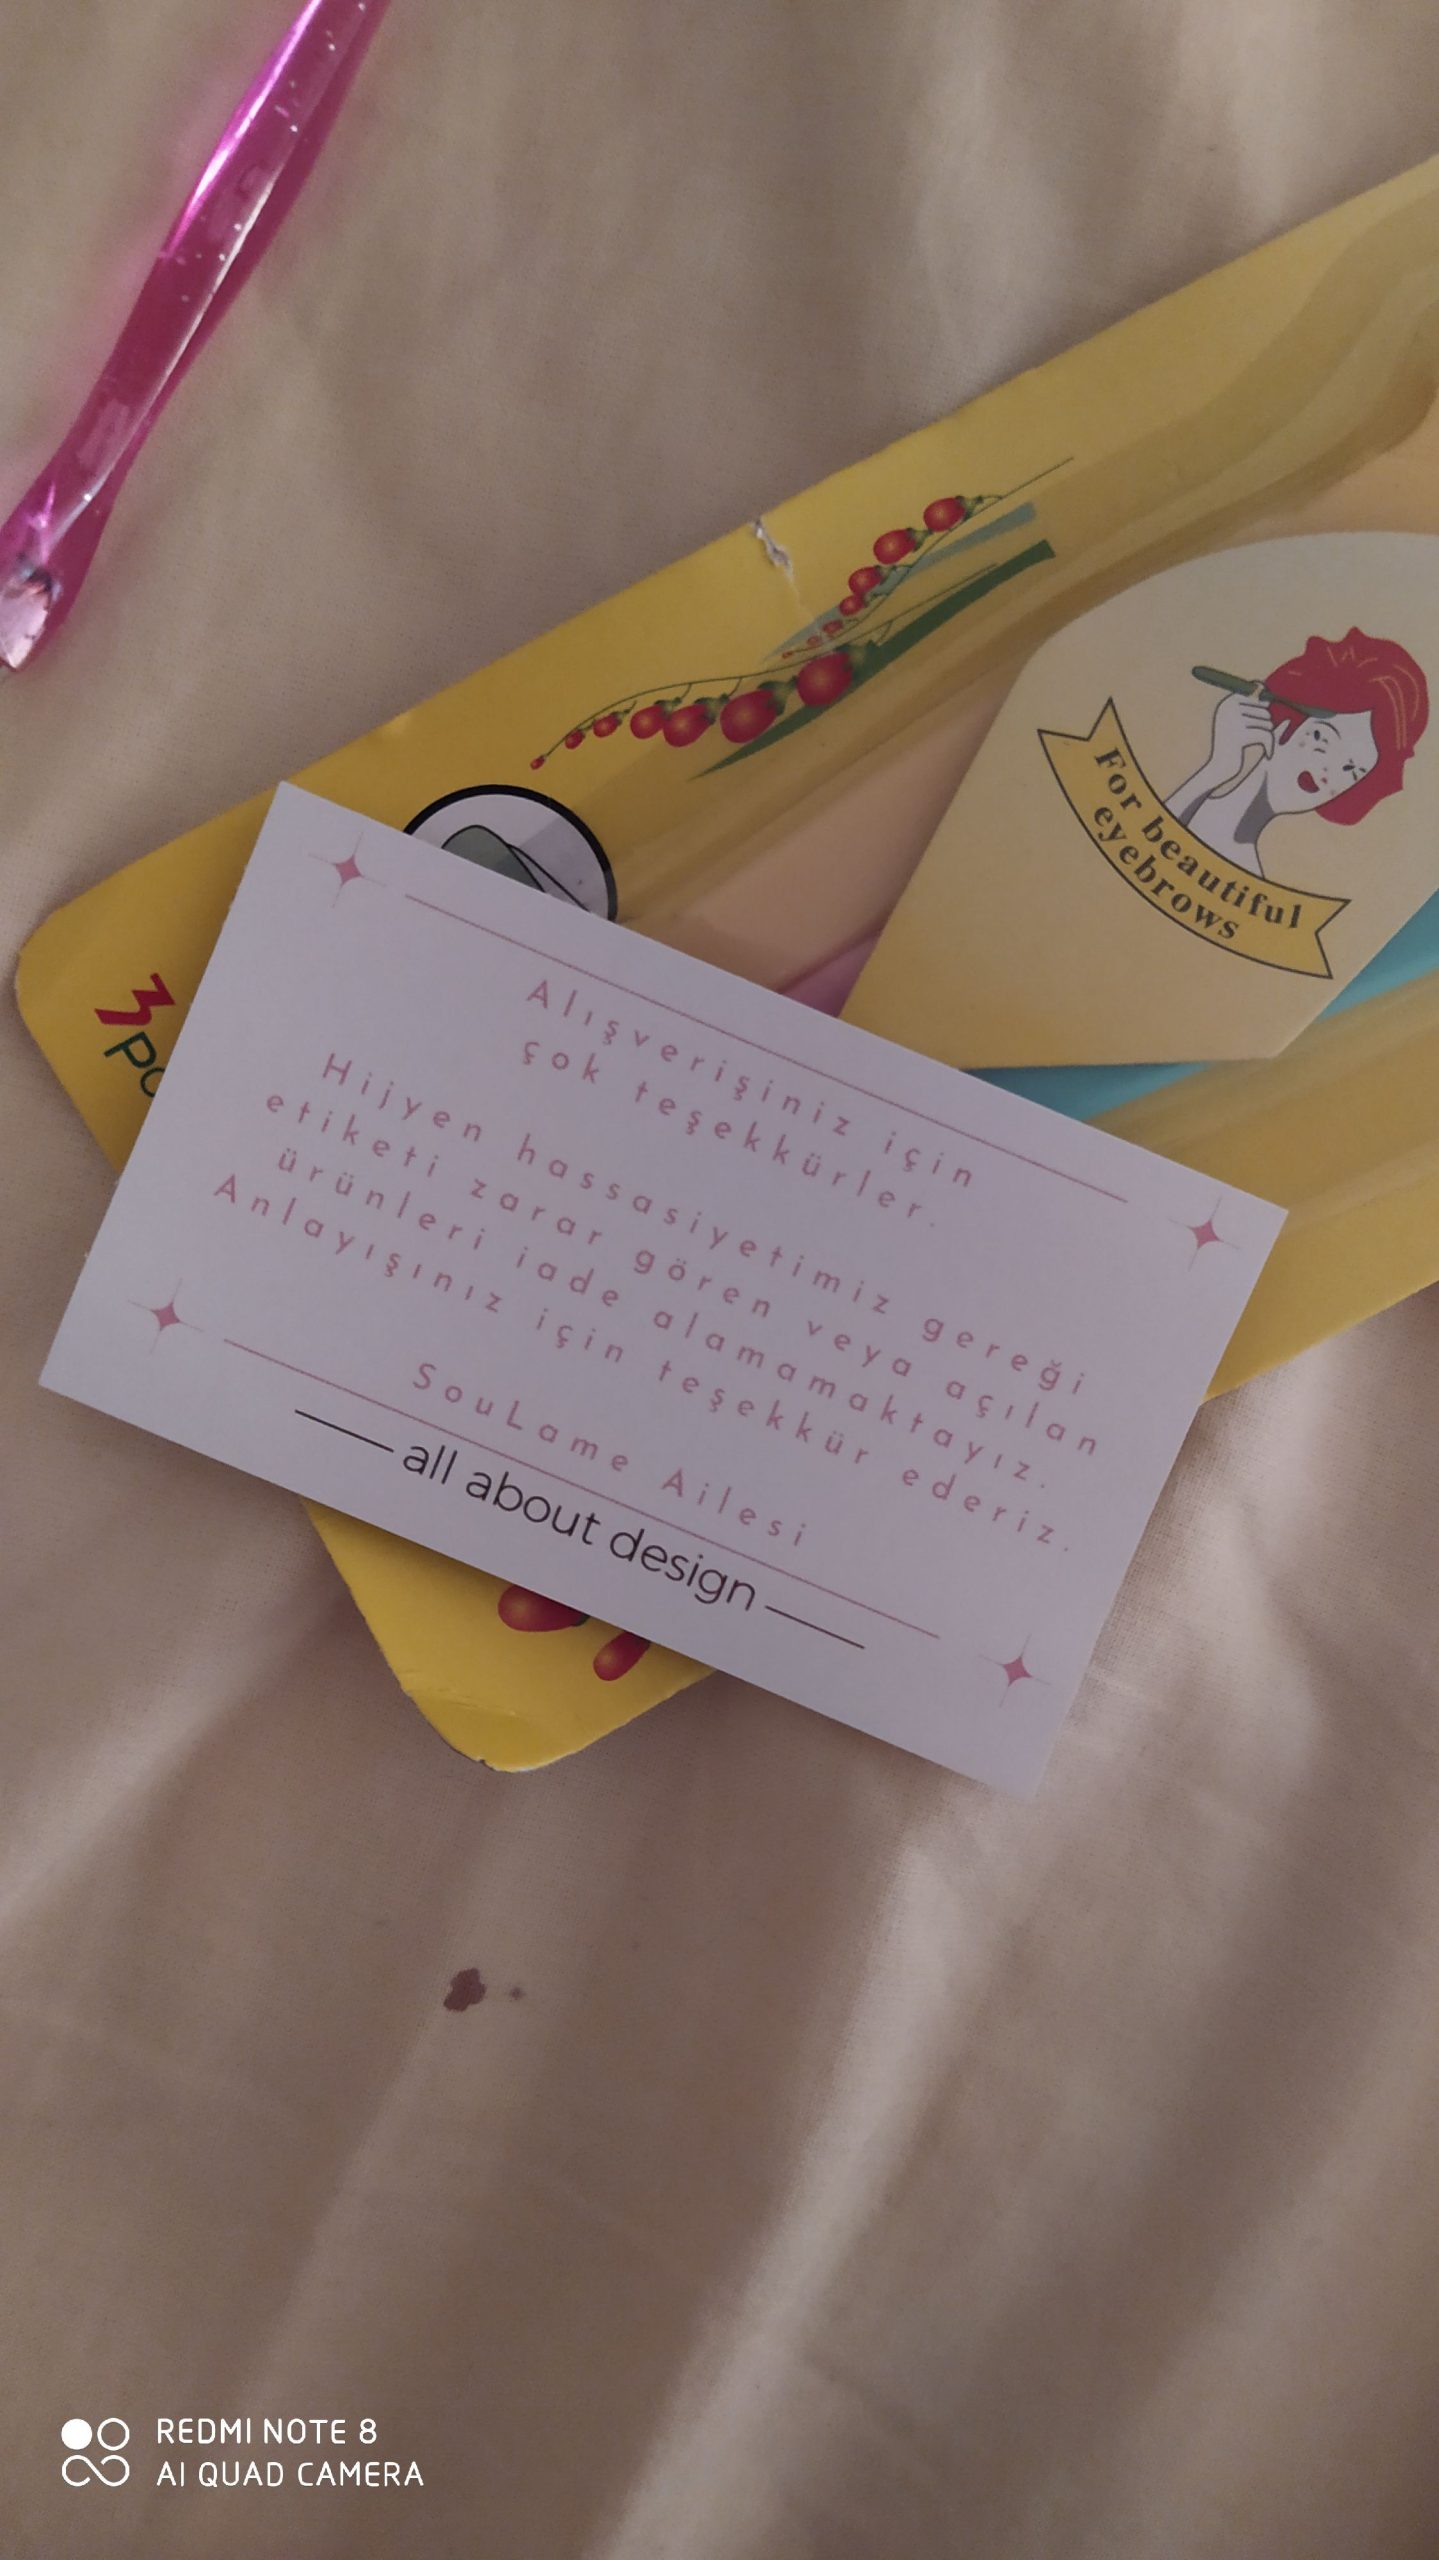 For beautiful
eyebrows
3
Alışverişiniz için
çok teşekkürler.
Hijyen hassasiyetimiz gereği
etiketi zarar gören veya açılan
ürünleri iade alamamaktayız.
Anlayışınız için teşekkür ederiz.
SouLame Ailesi
all about design
REDMI NOTE 8
AI QUAD CAMERA